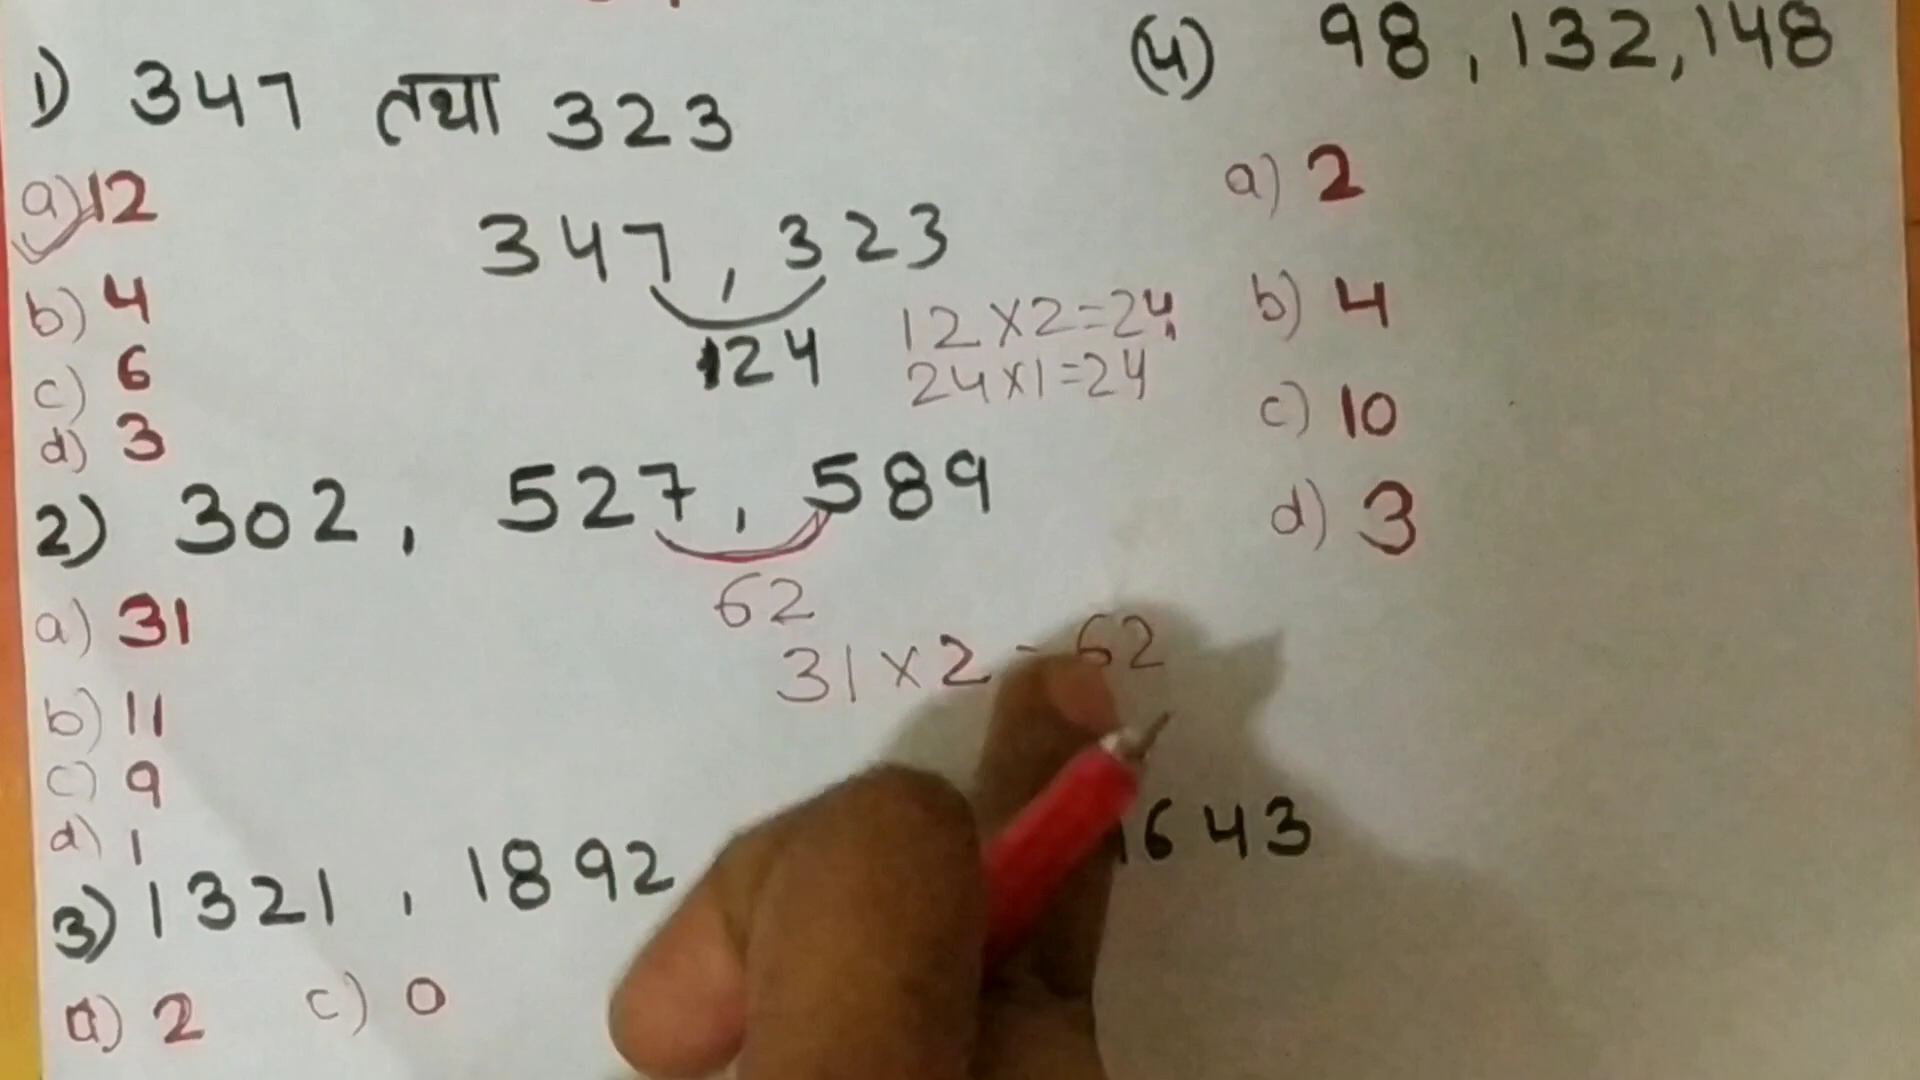 1) 347 तथा 323
a) 12
b) 4
c) 6
d) 3
347, 323
124
12×2=24
24×1=24
2) 302, 527, 589
a) 31
b) 11
c) 9
d) 1
62
31×2=62
3) 1321, 1892
1643
a) 2 c) 0
(4) 98, 132, 148
a) 2
b) 4
c) 10
d) 3